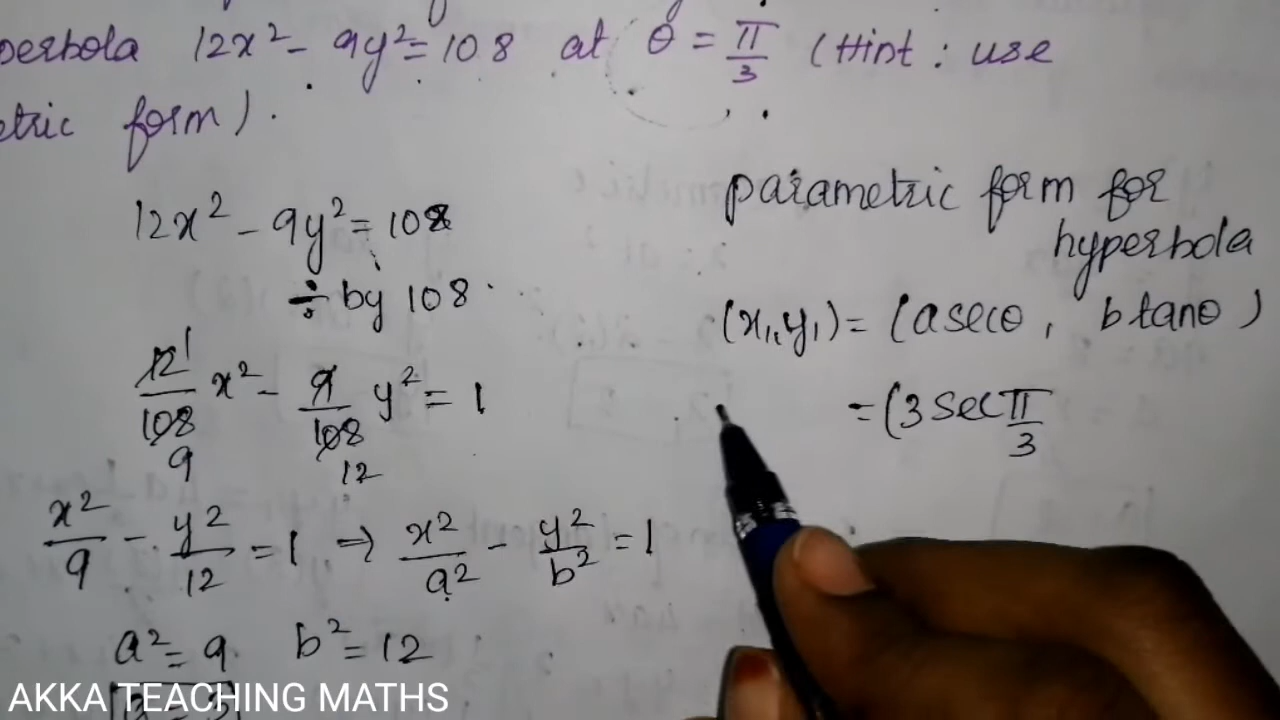 perbola 12x² - 9y² = 108 at θ = π/3 (Hint : use
etric form).
12x² - 9y² = 108
÷ by 108
12/108 x² - 9/108 y² = 1
1
9
12
x²/9 - y²/12 = 1 → x²/a² - y²/b² = 1
a² = 9 b² = 12
parametric form for
hyperbola
(x₁, y₁) = (a secθ, b tanθ)
= (3 sec π/3
AKKA TEACHING MATHS